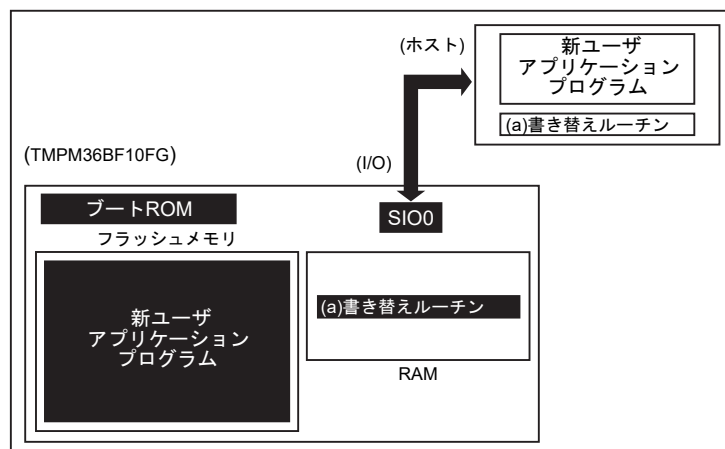 (ホスト)
新ユーザ
アプリケーション
プログラム
(a)書き替えルーチン
(TMPM36BF10FG)
(I/O)
ブートROM
SIO0
フラッシュメモリ
新ユーザ
アプリケーション
プログラム
(a)書き替えルーチン
RAM